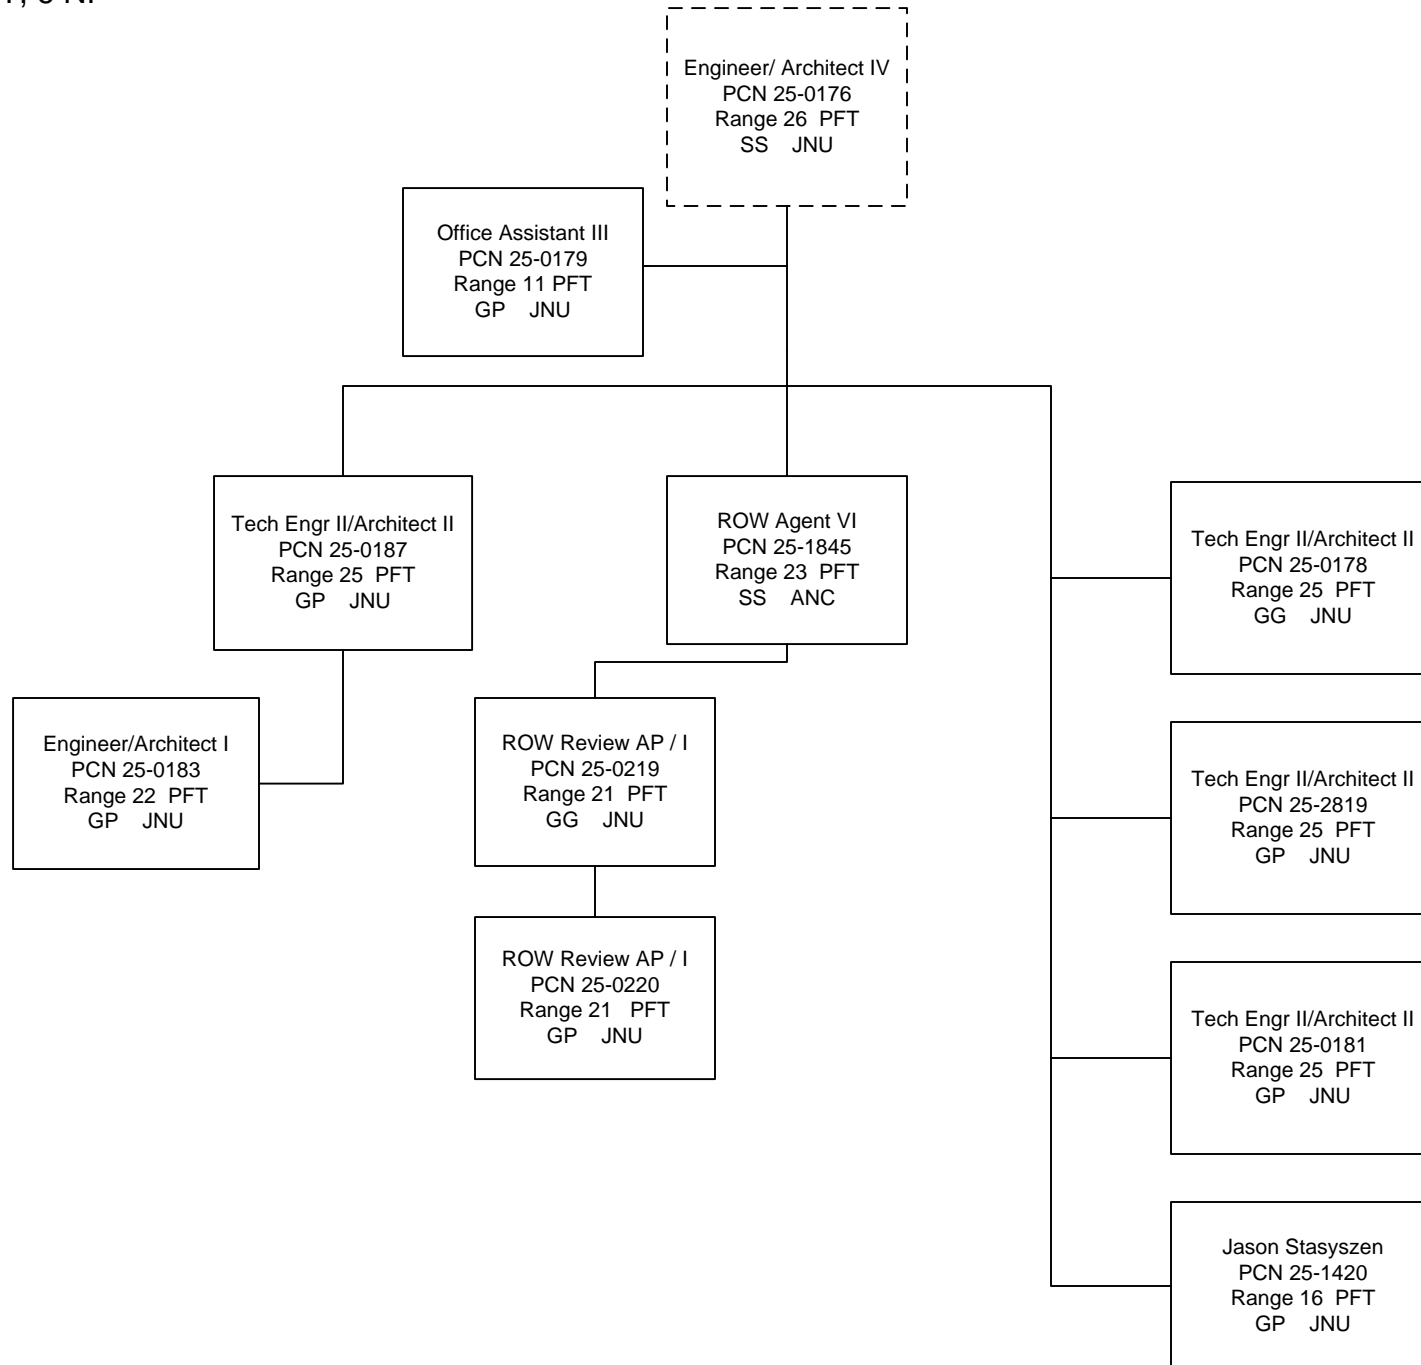 Engineer/ Architect IV
PCN 25-0176
Range 26 PFT
SS JNU
Office Assistant III
PCN 25-0179
Range 11 PFT
GP JNU
Tech Engr II/Architect II
PCN 25-0187
Range 25 PFT
GP JNU
ROW Agent VI
PCN 25-1845
Range 23 PFT
SS ANC
Tech Engr II/Architect II
PCN 25-0178
Range 25 PFT
GG JNU
Engineer/Architect I
PCN 25-0183
Range 22 PFT
GP JNU
ROW Review AP / I
PCN 25-0219
Range 21 PFT
GG JNU
Tech Engr II/Architect II
PCN 25-2819
Range 25 PFT
GP JNU
ROW Review AP / I
PCN 25-0220
Range 21 PFT
GP JNU
Tech Engr II/Architect II
PCN 25-0181
Range 25 PFT
GP JNU
Jason Stasyszen
PCN 25-1420
Range 16 PFT
GP JNU